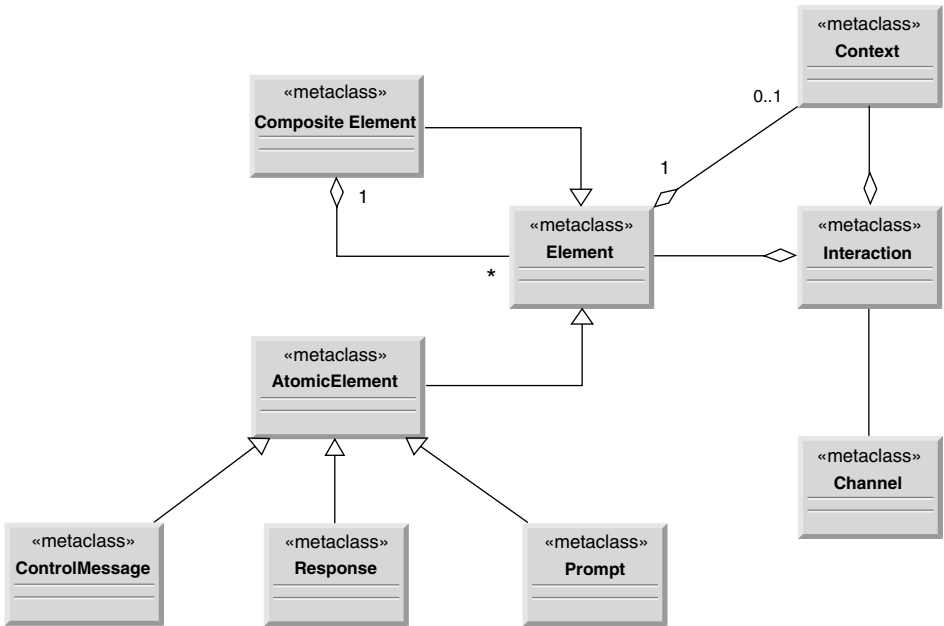 «metaclass»
Context
«metaclass»
Composite Element
0..1
1
1
«metaclass»
Element
«metaclass»
Interaction
*
«metaclass»
AtomicElement
«metaclass»
Channel
«metaclass»
ControlMessage
«metaclass»
Response
«metaclass»
Prompt